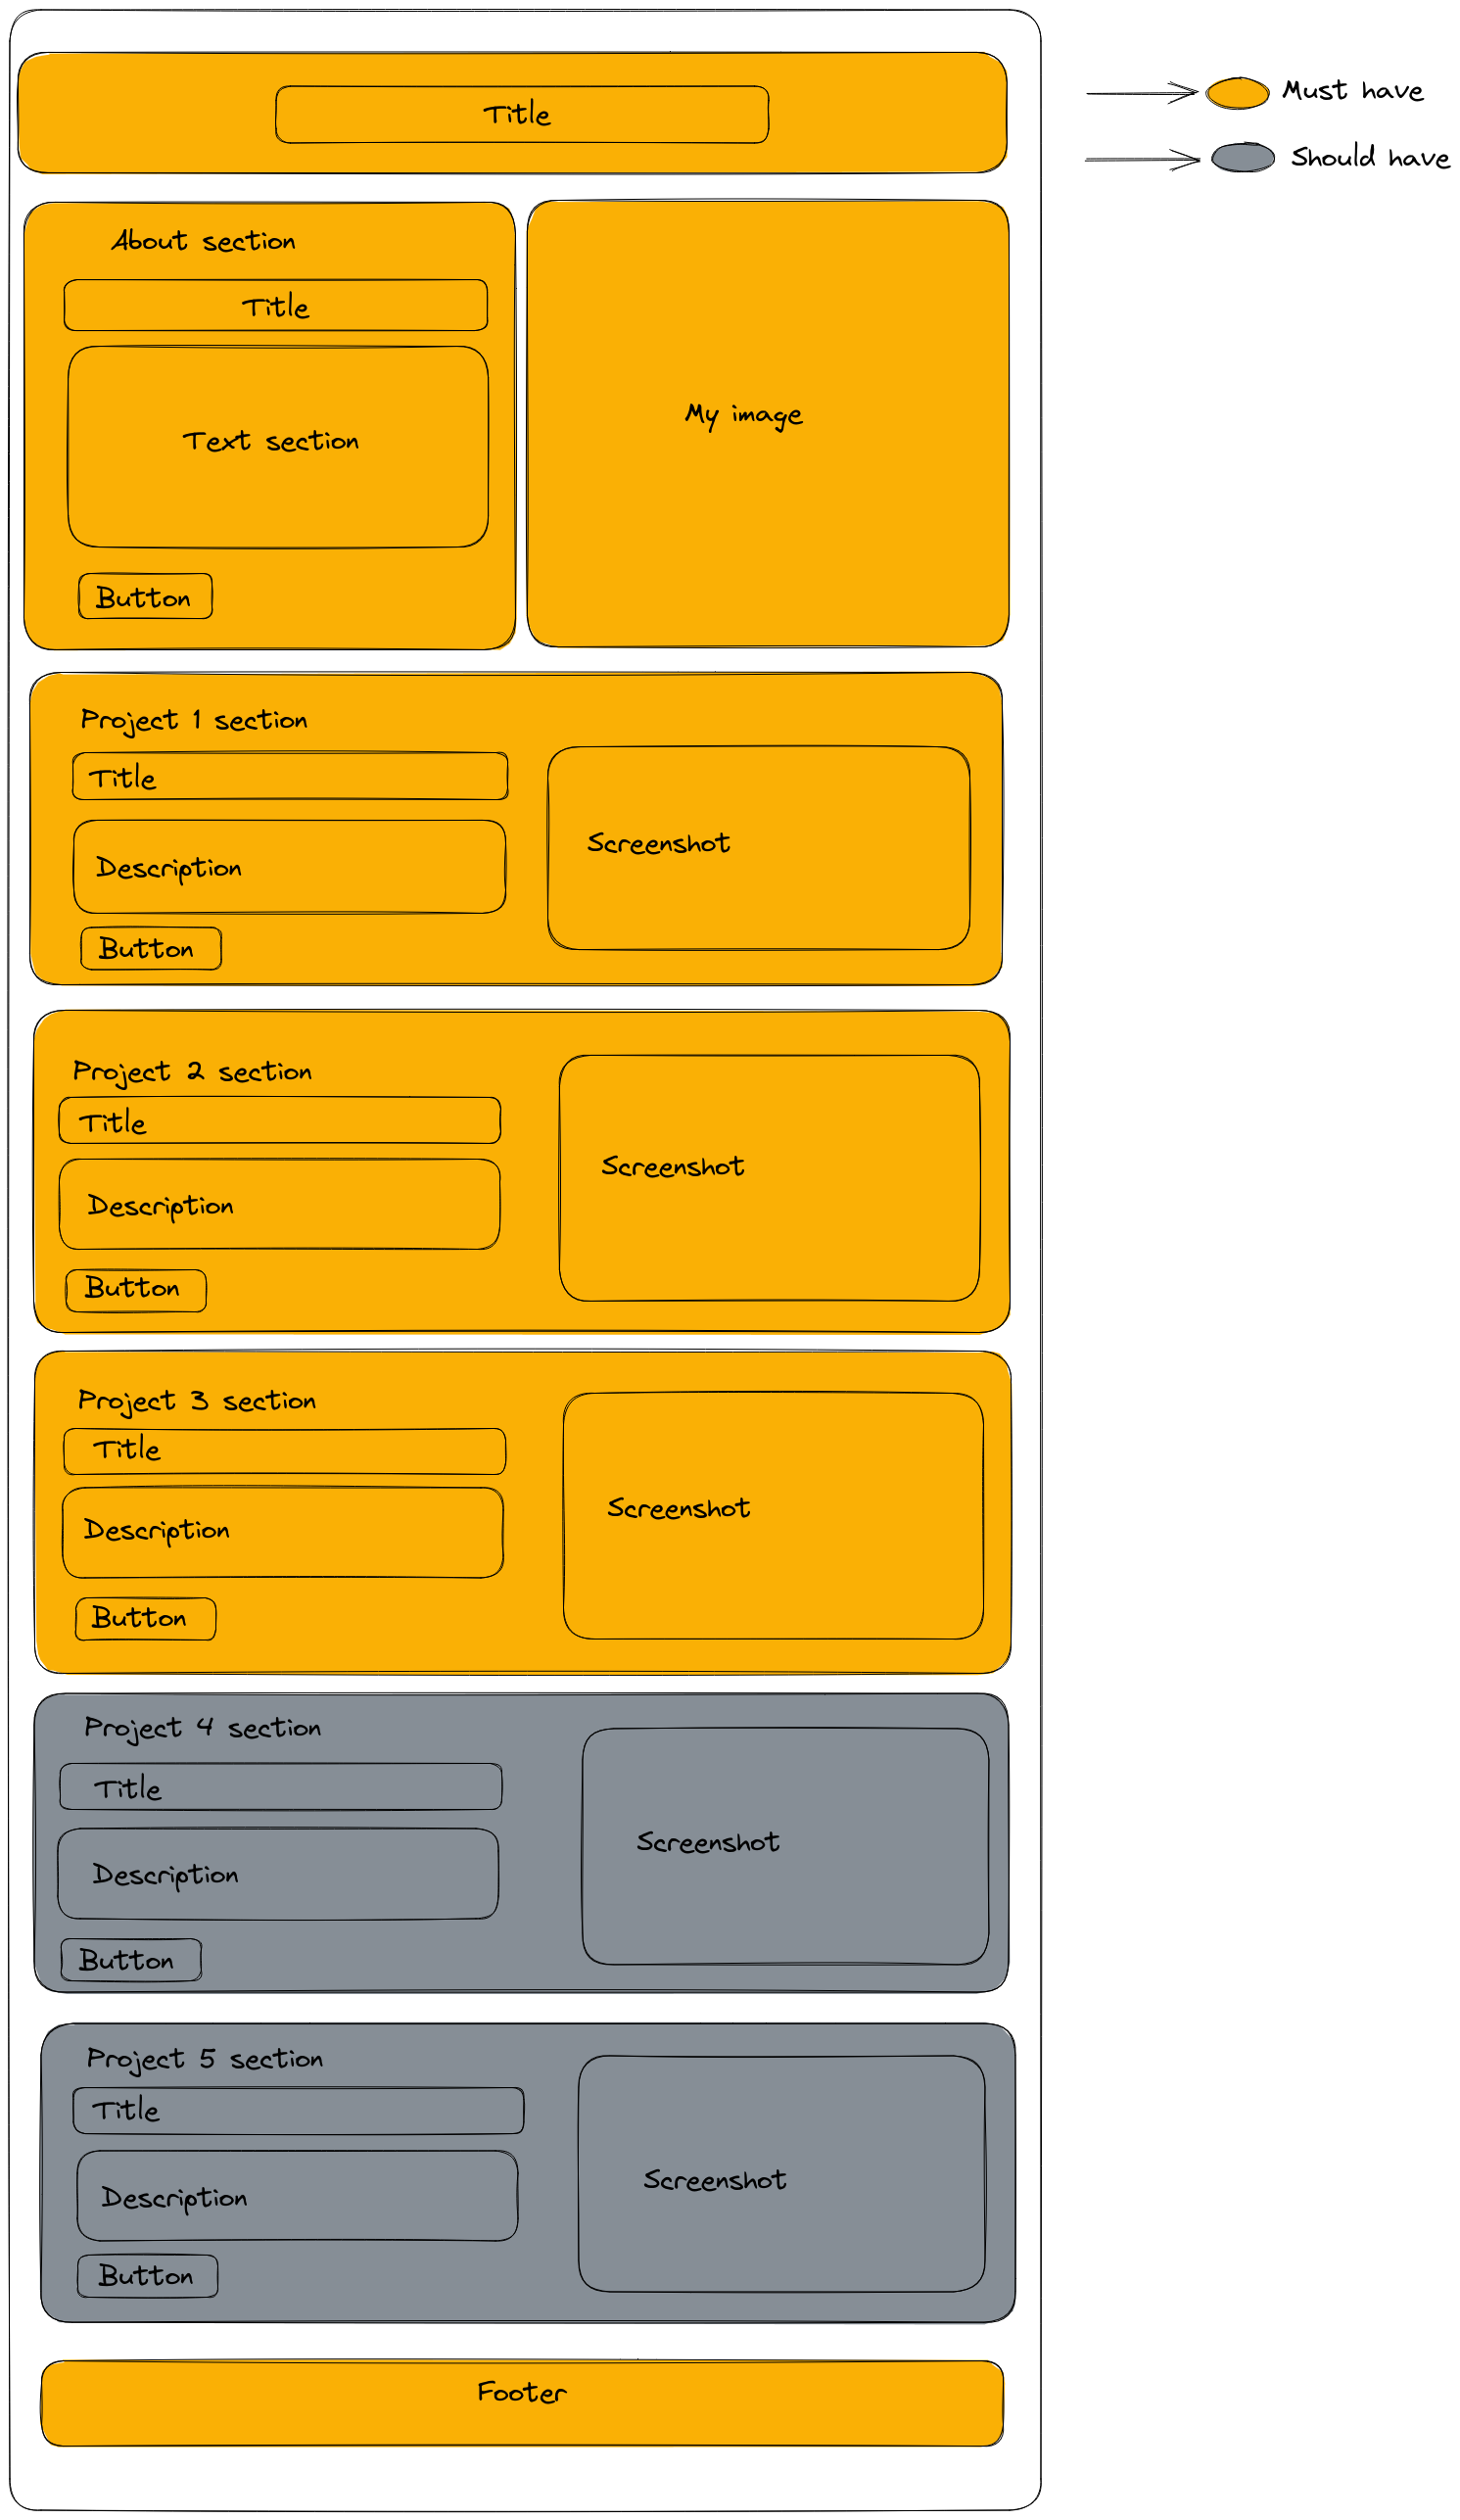 Title
Must have
Should have
About section
Title
Text section
Button
My image
Project 1 section
Title
Description
Button
Screenshot
Project 2 section
Title
Description
Button
Screenshot
Project 3 section
Title
Description
Button
Screenshot
Project 4 section
Title
Description
Button
Screenshot
Project 5 section
Title
Description
Button
Screenshot
Footer